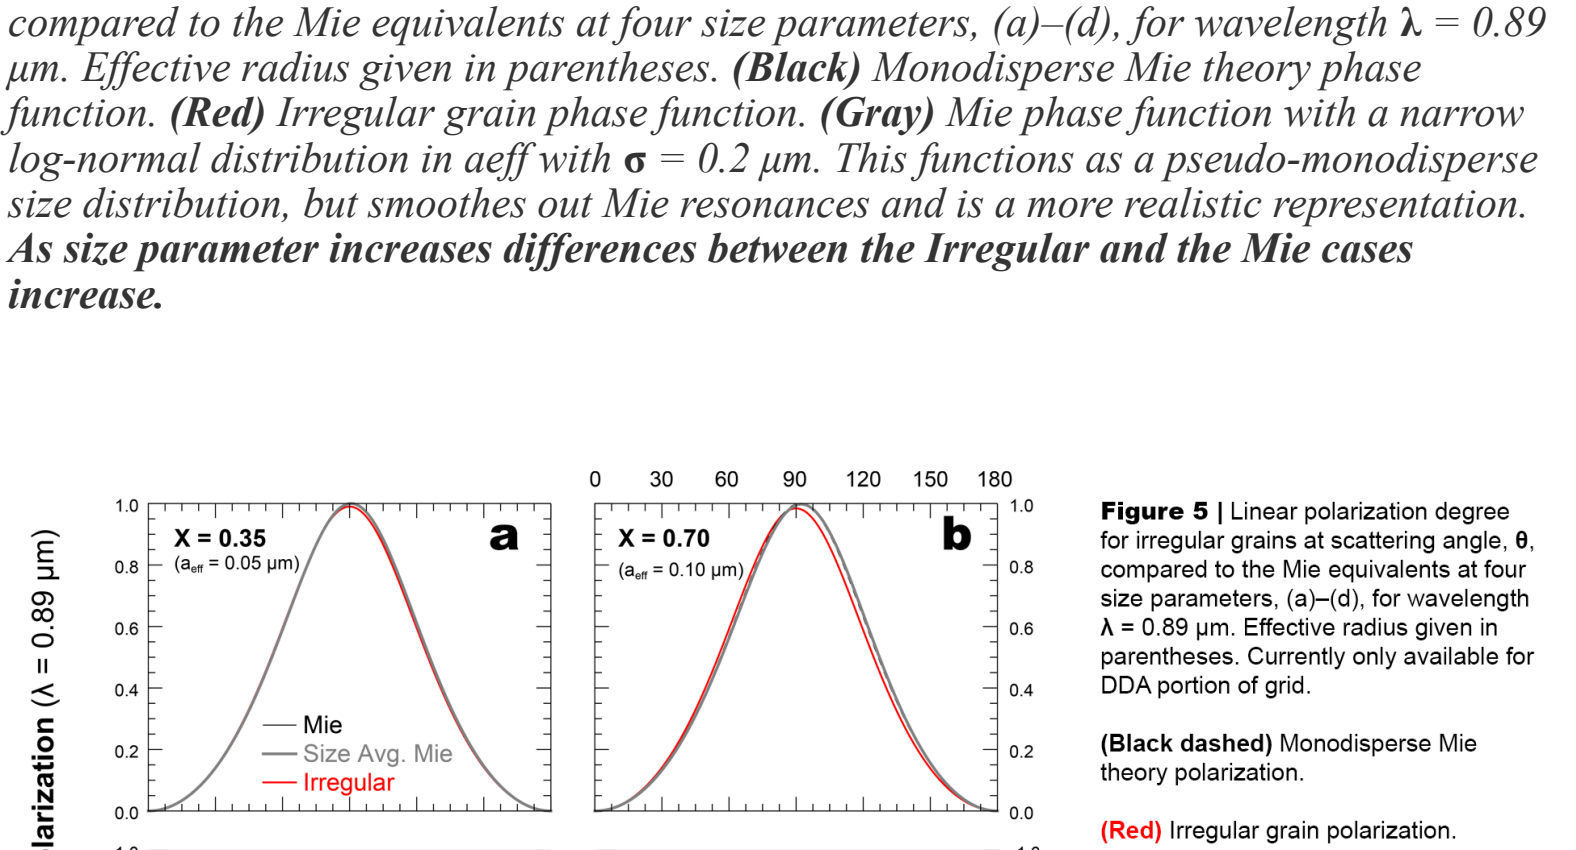 compared to the Mie equivalents at four size parameters, (a)–(d), for wavelength λ = 0.89
μm. Effective radius given in parentheses. (Black) Monodisperse Mie theory phase
function. (Red) Irregular grain phase function. (Gray) Mie phase function with a narrow
log-normal distribution in aeff with σ = 0.2 μm. This functions as a pseudo-monodisperse
size distribution, but smoothes out Mie resonances and is a more realistic representation.
As size parameter increases differences between the Irregular and the Mie cases
increase.
0 30 60 90 120 150 180
1.0
0.8
0.6
0.4
0.2
0.0
X = 0.35
(aeff = 0.05 μm)
a
Mie
Size Avg. Mie
Irregular
X = 0.70
(aeff = 0.10 μm)
b
1.0
0.8
0.6
0.4
0.2
0.0
larization (λ = 0.89 μm)
Figure 5 | Linear polarization degree
for irregular grains at scattering angle, θ,
compared to the Mie equivalents at four
size parameters, (a)–(d), for wavelength
λ = 0.89 μm. Effective radius given in
parentheses. Currently only available for
DDA portion of grid.
(Black dashed) Monodisperse Mie
theory polarization.
(Red) Irregular grain polarization.